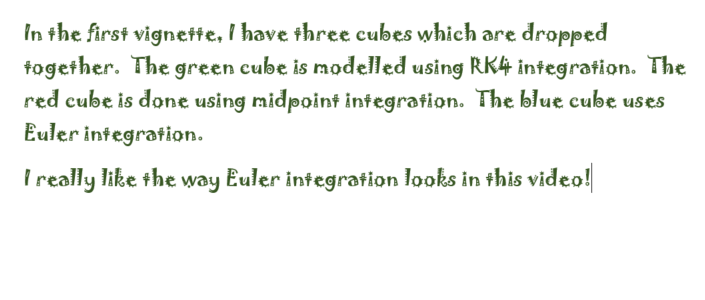 In the first vignette, I have three cubes which are dropped
together. The green cube is modelled using RK4 integration. The
red cube is done using midpoint integration. The blue cube uses
Euler integration.
I really like the way Euler integration looks in this video!